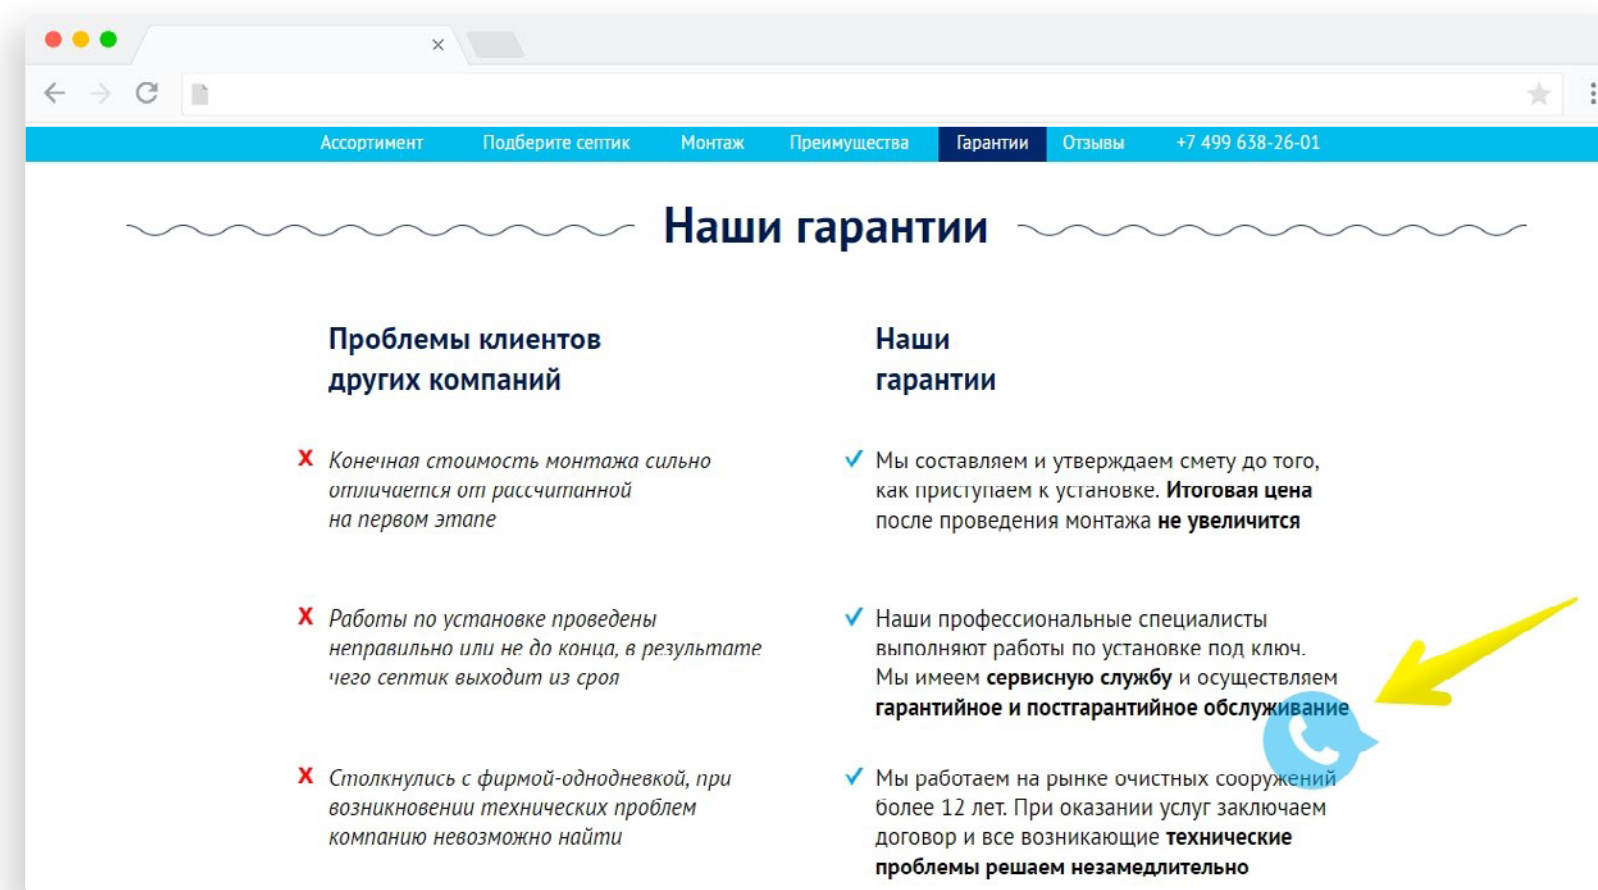 Ассортимент Подберите септик Монтаж Преимущества Гарантии Отзывы +7 499 638-26-01
Наши гарантии
Проблемы клиентов
других компаний
Х Конечная стоимость монтажа сильно
отличается от рассчитанной
на первом этапе
Х Работы по установке проведены
неправильно или не до конца, в результате
чего септик выходит из сроя
Х Столкнулись с фирмой-однодневкой, при
возникновении технических проблем
компанию невозможно найти
Наши
гарантии
Мы составляем и утверждаем смету до того,
как приступаем к установке. Итоговая цена
после проведения монтажа не увеличится
Наши профессиональные специалисты
выполняют работы по установке под ключ.
Мы имеем сервисную службу и осуществляем
гарантийное и постгарантийное обслуживание
Мы работаем на рынке очистных сооружений
более 12 лет. При оказании услуг заключаем
договор и все возникающие технические
проблемы решаем незамедлительно